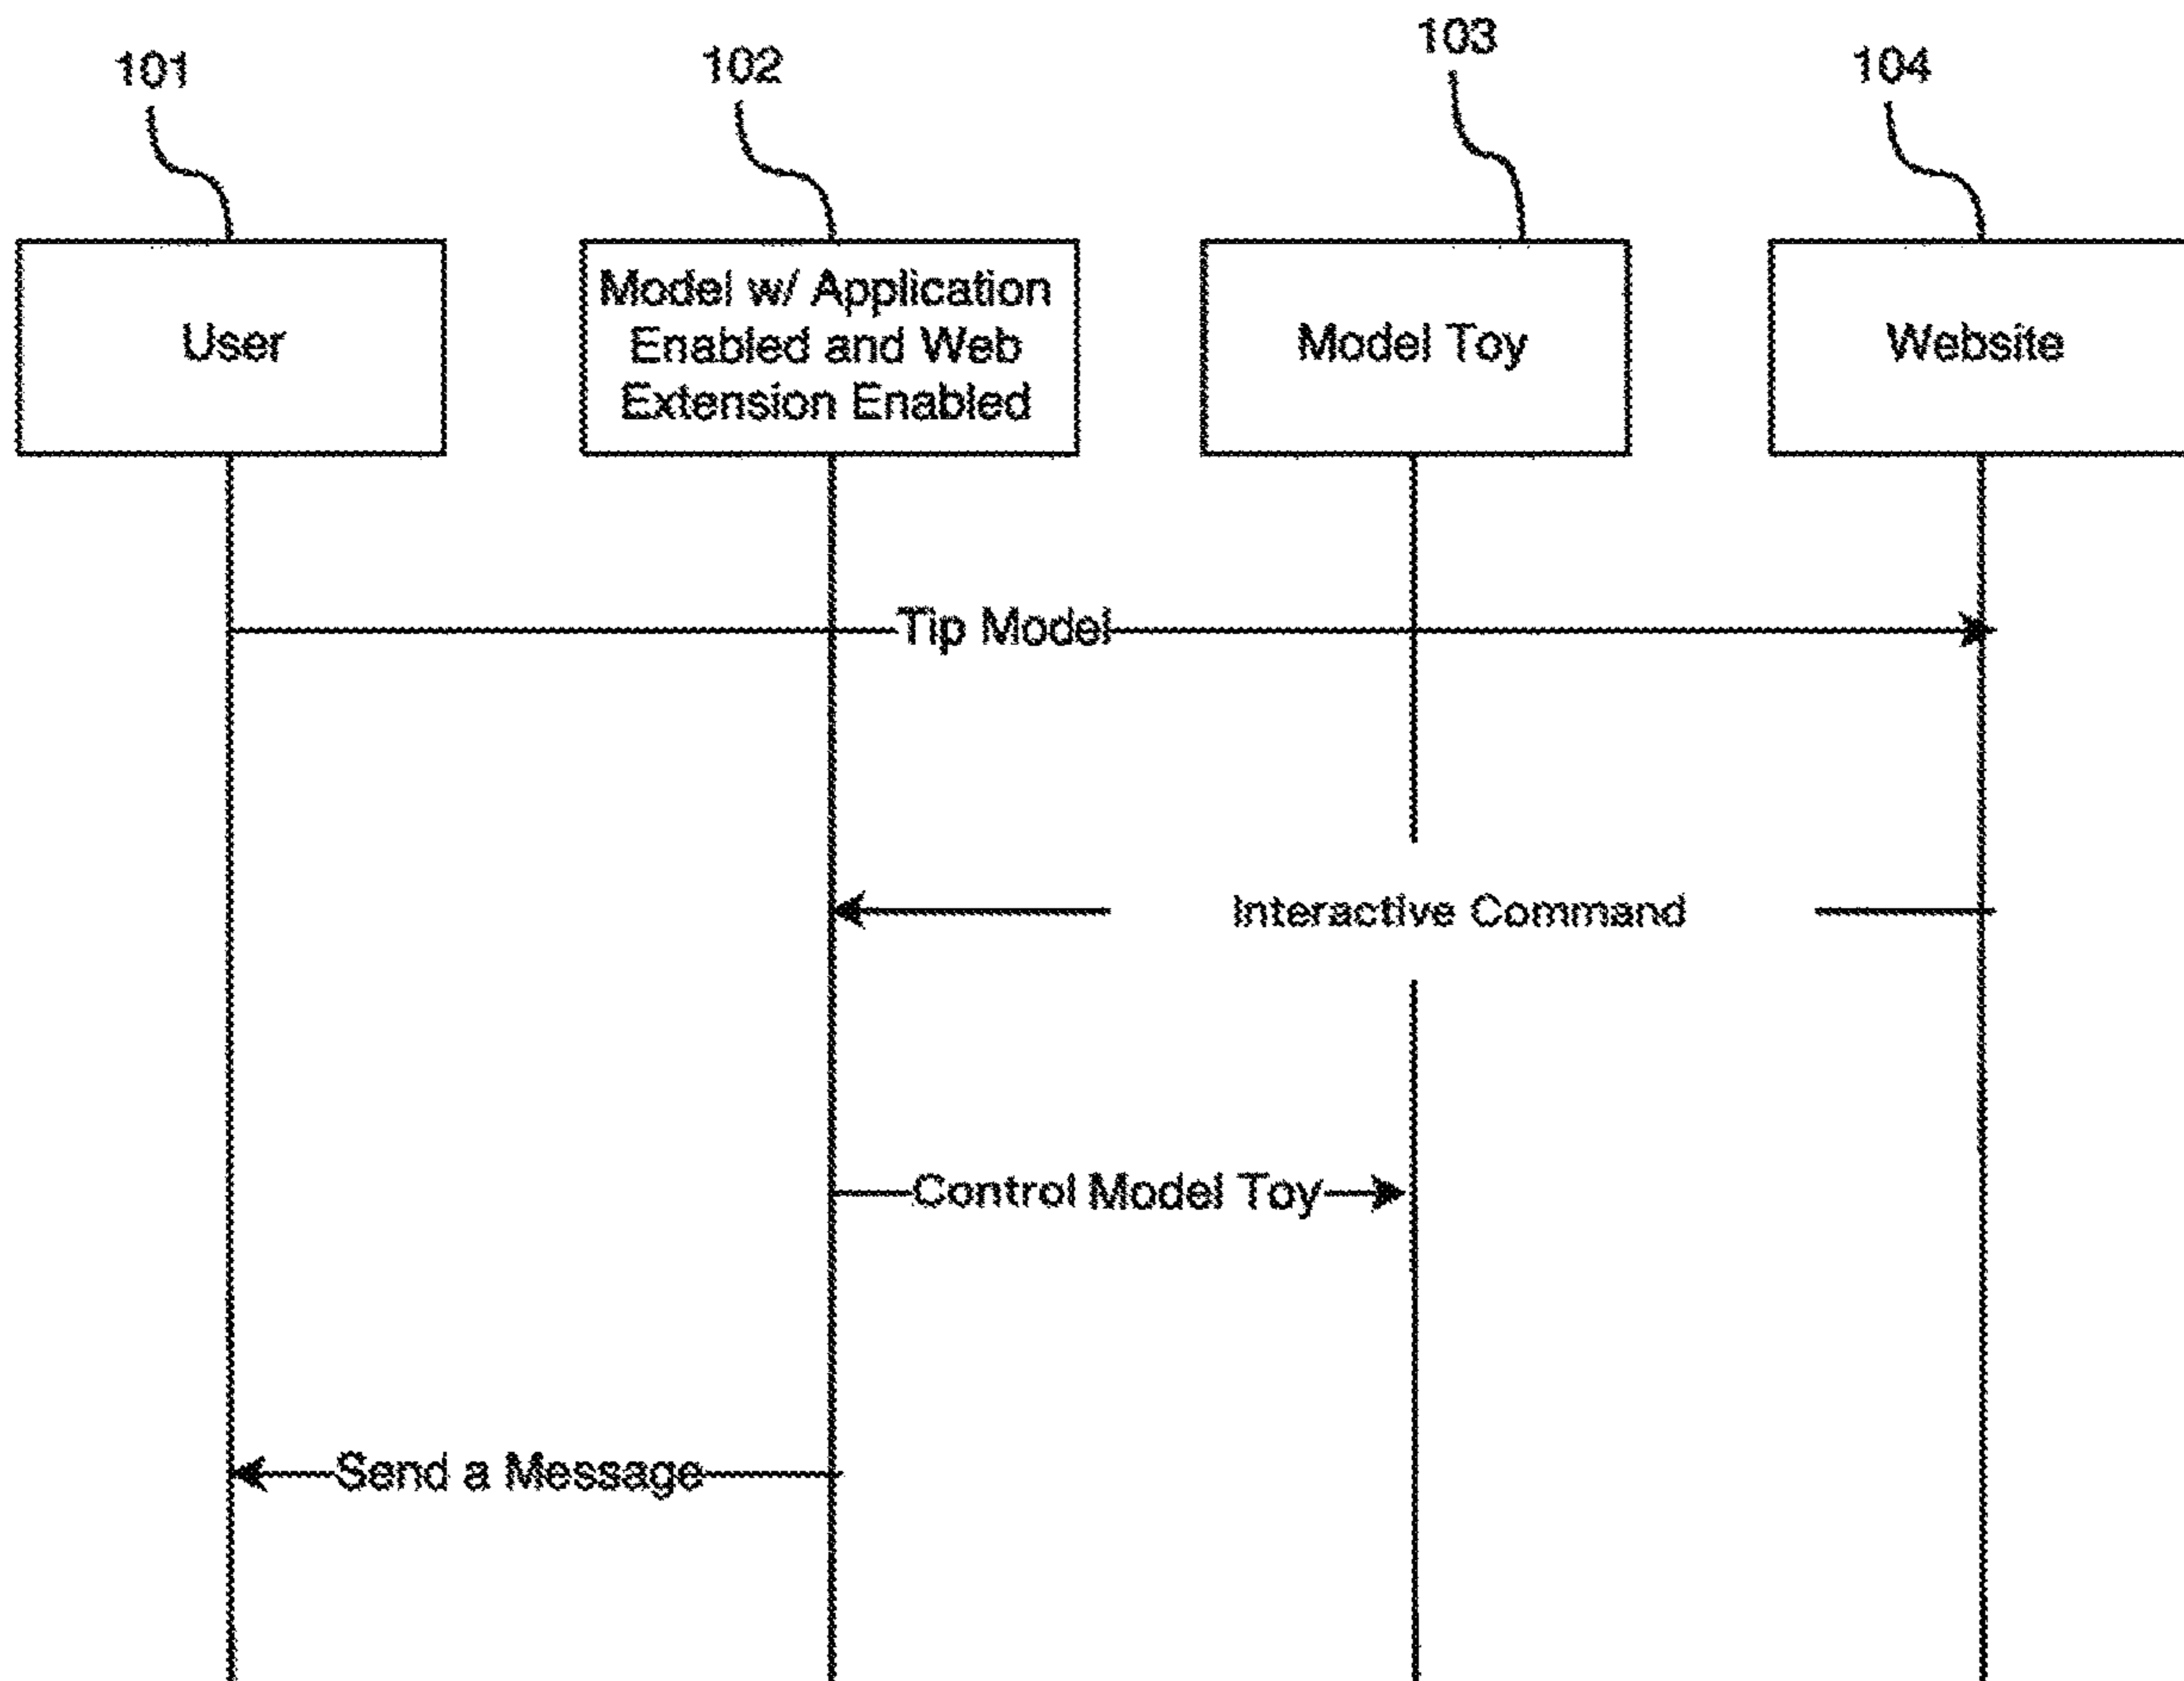 101
102
103
104
User
Model w/ Application
Enabled and Web
Extension Enabled
Model Toy
Website
Tip Model
Interactive Command
Control Model Toy
Send a Message